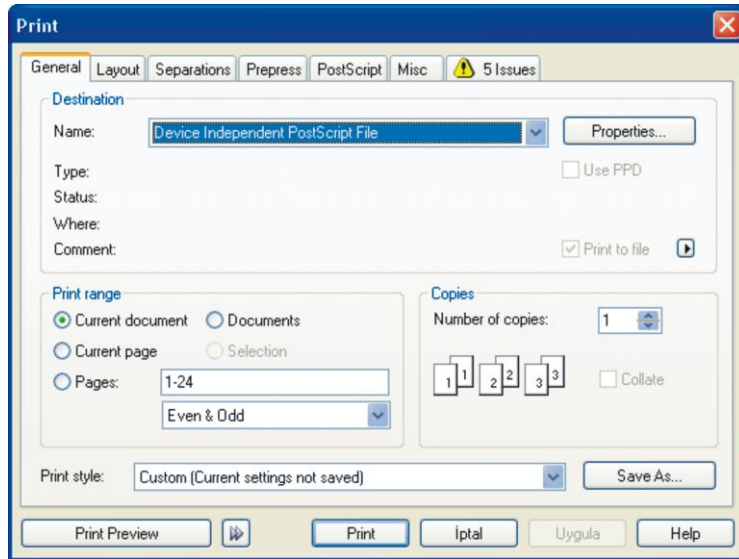 Print
General Layout Separations Prepress PostScript Misc 5 Issues
Destination
Name: Device Independent PostScript File Properties...
Type: Use PPD
Status:
Where:
Comment: Print to file
Print range
Current document Documents
Current page Selection
Pages: 1-24
Even & Odd
Copies
Number of copies: 1
1 1 2 2 3 3 Collate
Print style: Custom (Current settings not saved) Save As...
Print Preview Print İptal Uygula Help